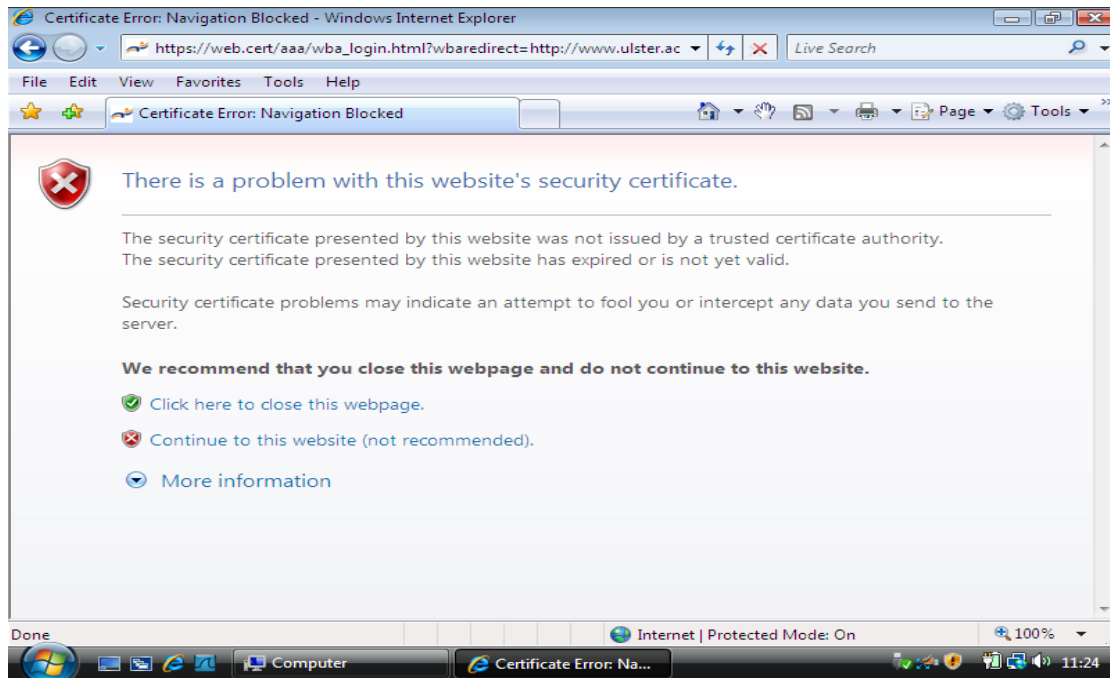 Certificate Error: Navigation Blocked - Windows Internet Explorer
https://web.cert/aaa/wba_login.html?wbaredirect=http://www.ulster.ac
Live Search
File Edit View Favorites Tools Help
Certificate Error: Navigation Blocked
Page Tools
There is a problem with this website's security certificate.
The security certificate presented by this website was not issued by a trusted certificate authority.
The security certificate presented by this website has expired or is not yet valid.
Security certificate problems may indicate an attempt to fool you or intercept any data you send to the
server.
We recommend that you close this webpage and do not continue to this website.
Click here to close this webpage.
Continue to this website (not recommended).
More information
Done
Internet | Protected Mode: On
100%
Computer
Certificate Error: Na...
11:24